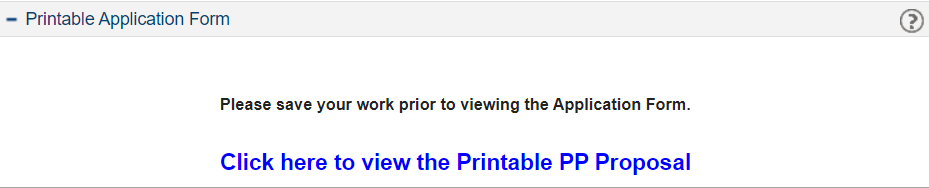 Printable Application Form
?
Please save your work prior to viewing the Application Form.
Click here to view the Printable PP Proposal